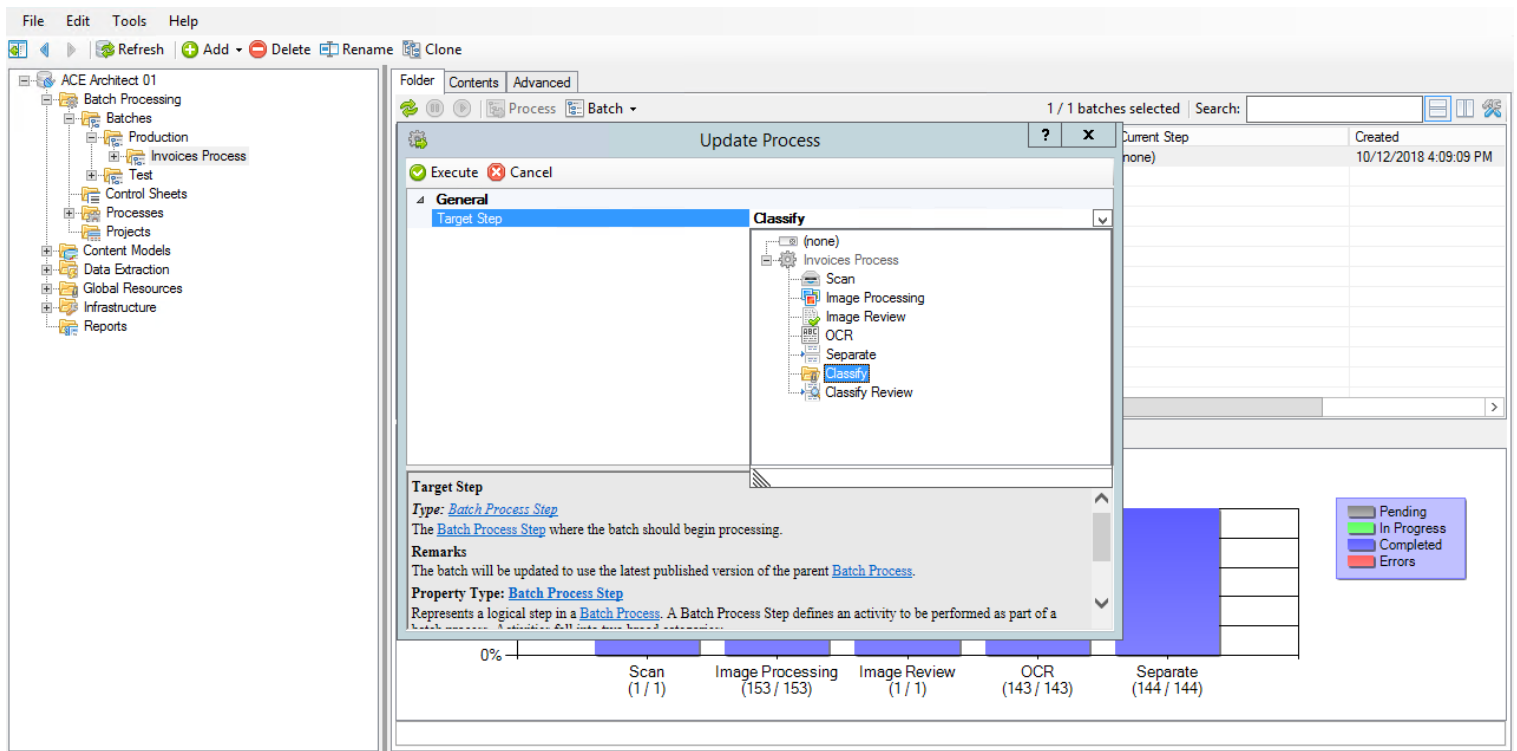 File Edit Tools Help
Refresh Add Delete Rename Clone
ACE Architect 01
Batch Processing
Batches
Production
Invoices Process
Test
Control Sheets
Processes
Projects
Content Models
Data Extraction
Global Resources
Infrastructure
Reports
Folder Contents Advanced
Process Batch 1 / 1 batches selected Search:
Current Step Created
none) 10/12/2018 4:09:09 PM
Update Process ? X
Execute Cancel
General
Target Step Classify
(none)
Invoices Process
Scan
Image Processing
Image Review
ABC
OCR
Separate
Classify
Classify Review
Target Step
Type: Batch Process Step
The Batch Process Step where the batch should begin processing.
Remarks
The batch will be updated to use the latest published version of the parent Batch Process.
Property Type: Batch Process Step
Represents a logical step in a Batch Process. A Batch Process Step defines an activity to be performed as part of a
Pending
In Progress
Completed
Errors
0%
Scan Image Processing Image Review OCR Separate
(1 / 1) (153 / 153) (1 / 1) (143 / 143) (144 / 144)